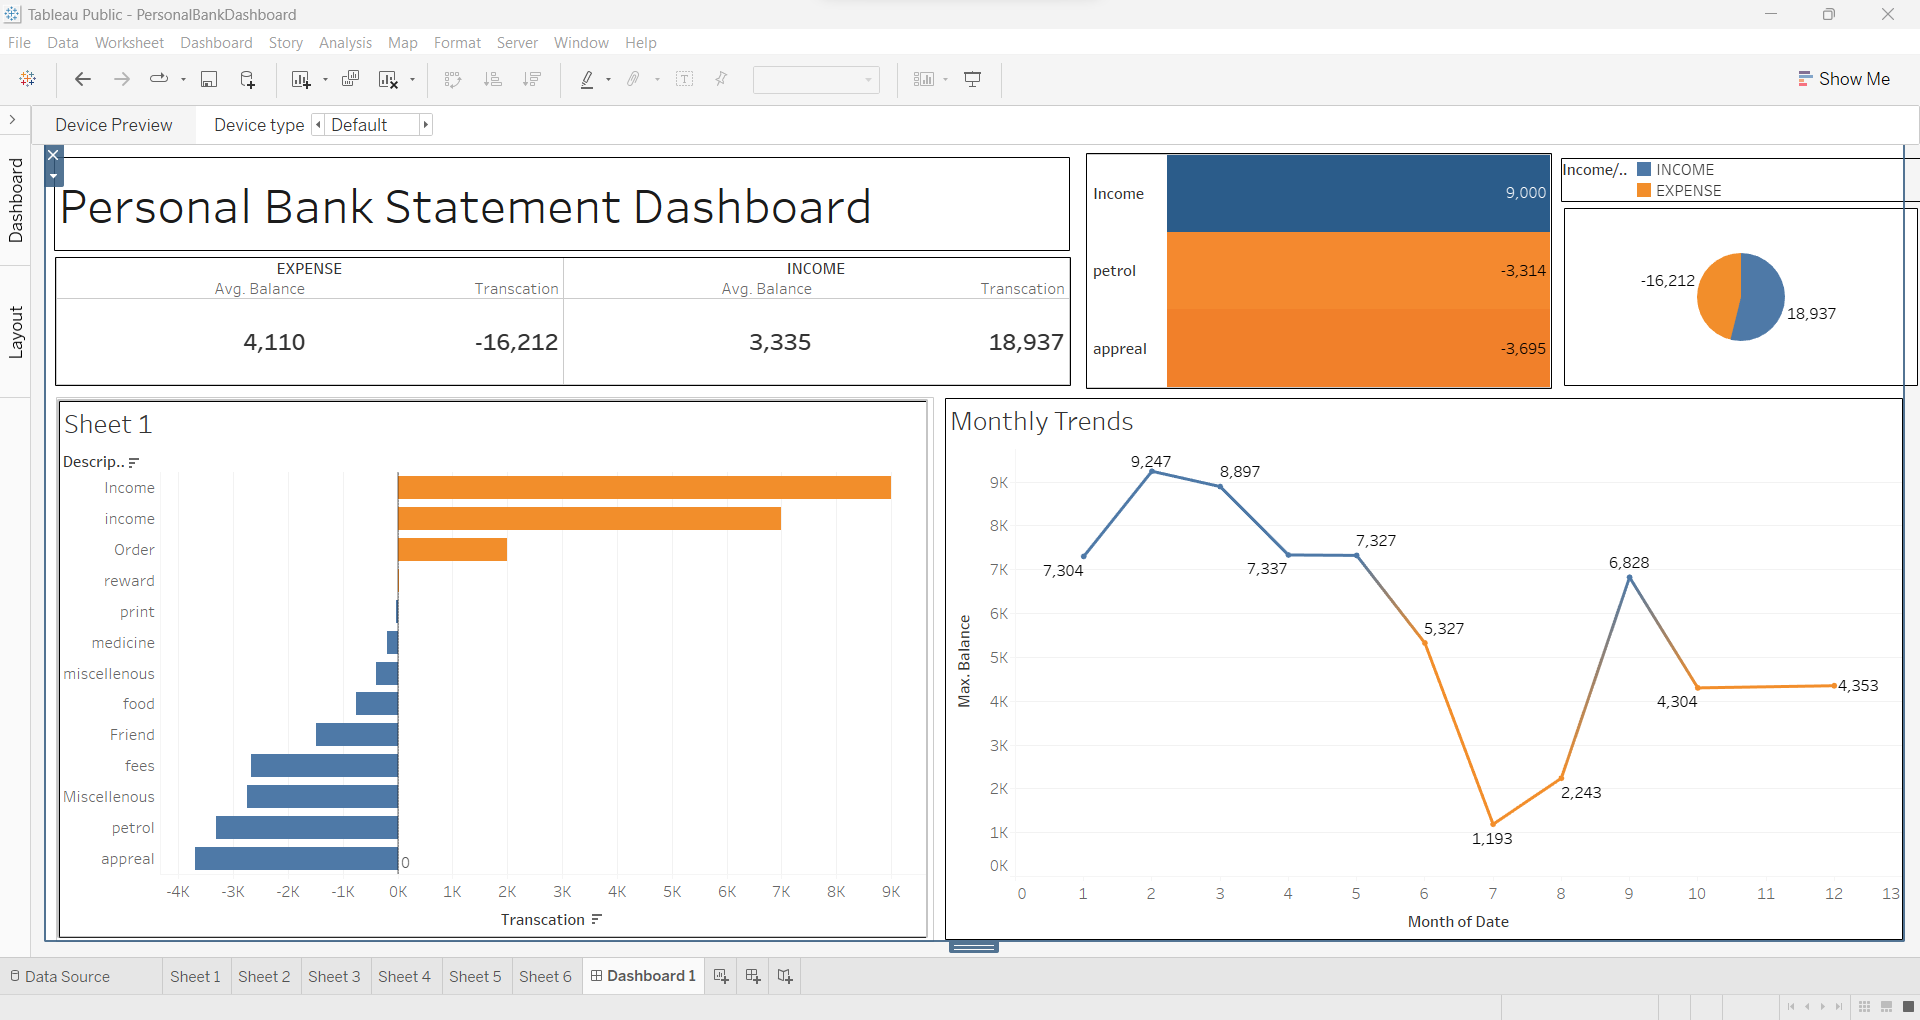 Tableau Public - PersonalBankDashboard
File Data Worksheet Dashboard Story Analysis Map Format Server Window Help
Show Me
Device Preview Device type Default
Dashboard
Layout
Personal Bank Statement Dashboard
EXPENSE INCOME
Avg. Balance Transcation Avg. Balance Transcation
4,110 -16,212 3,335 18,937
Income 9,000
petrol -3,314
appreal -3,695
Income/.. INCOME
EXPENSE
-16,212
18,937
Sheet 1
Descrip..
Income
income
Order
reward
print
medicine
miscellenous
food
Friend
fees
Miscellenous
petrol
appreal
0
-4K -3K -2K -1K 0K 1K 2K 3K 4K 5K 6K 7K 8K 9K
Transcation
Monthly Trends
Max. Balance
9K
8K
7K
6K
5K
4K
3K
2K
1K
0K
7,304
9,247
8,897
7,337
7,327
5,327
1,193
2,243
6,828
4,304
4,353
0 1 2 3 4 5 6 7 8 9 10 11 12 13
Month of Date
Data Source Sheet 1 Sheet 2 Sheet 3 Sheet 4 Sheet 5 Sheet 6 Dashboard 1